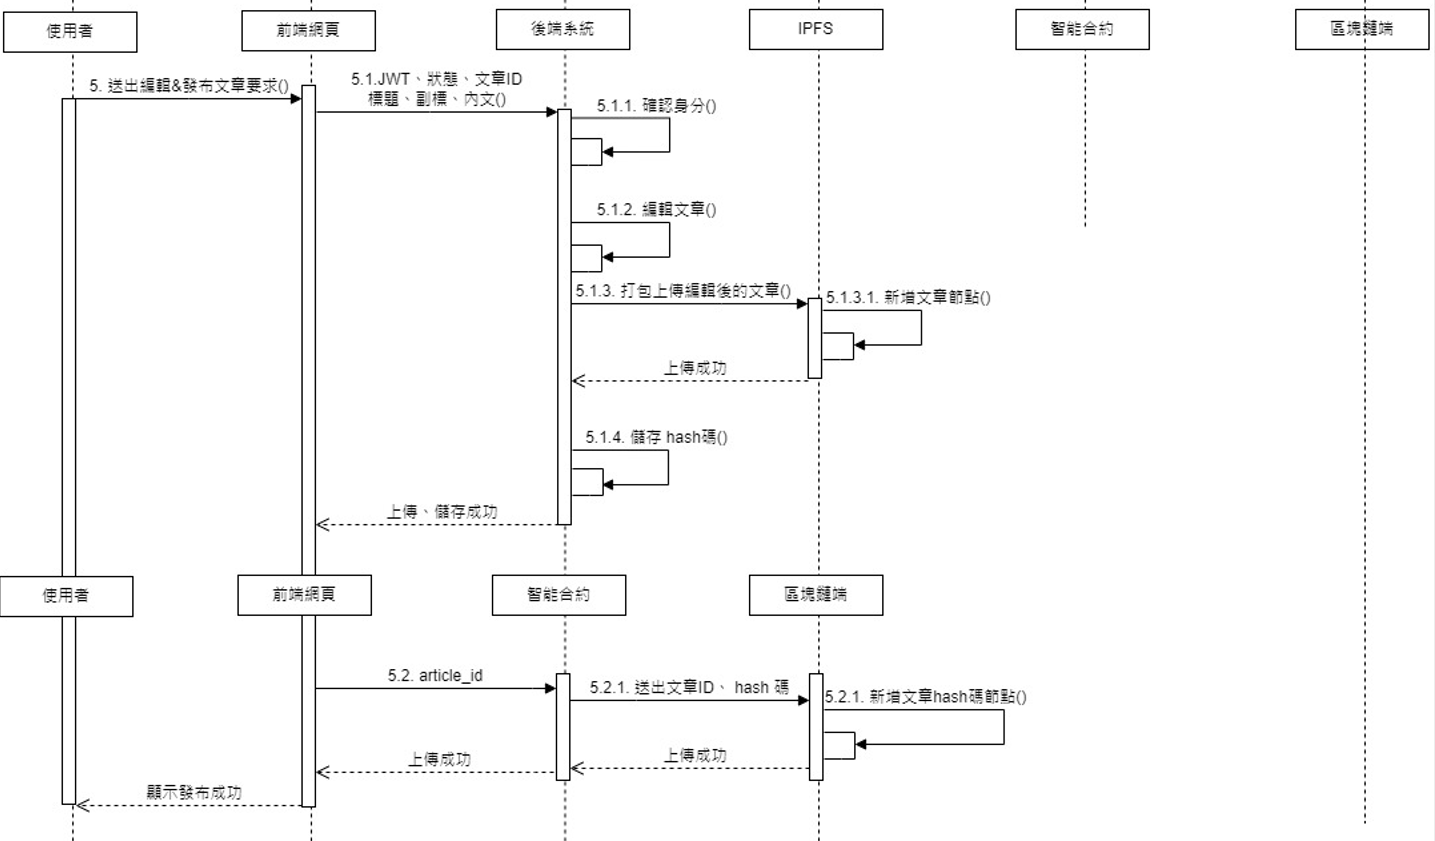 使用者
前端網頁
後端系統
IPFS
智能合約
區塊鏈端
5. 送出編輯&發布文章要求()
5.1.JWT、狀態、文章ID
標題、副標、內文()
5.1.1. 確認身分()
5.1.2. 編輯文章()
5.1.3. 打包上傳編輯後的文章()
5.1.3.1. 新增文章節點()
上傳成功
5.1.4. 儲存 hash碼()
上傳、儲存成功
使用者
前端網頁
智能合約
區塊鏈端
5.2. article_id
5.2.1. 送出文章ID、 hash 碼
5.2.1. 新增文章hash碼節點()
上傳成功
上傳成功
顯示發布成功